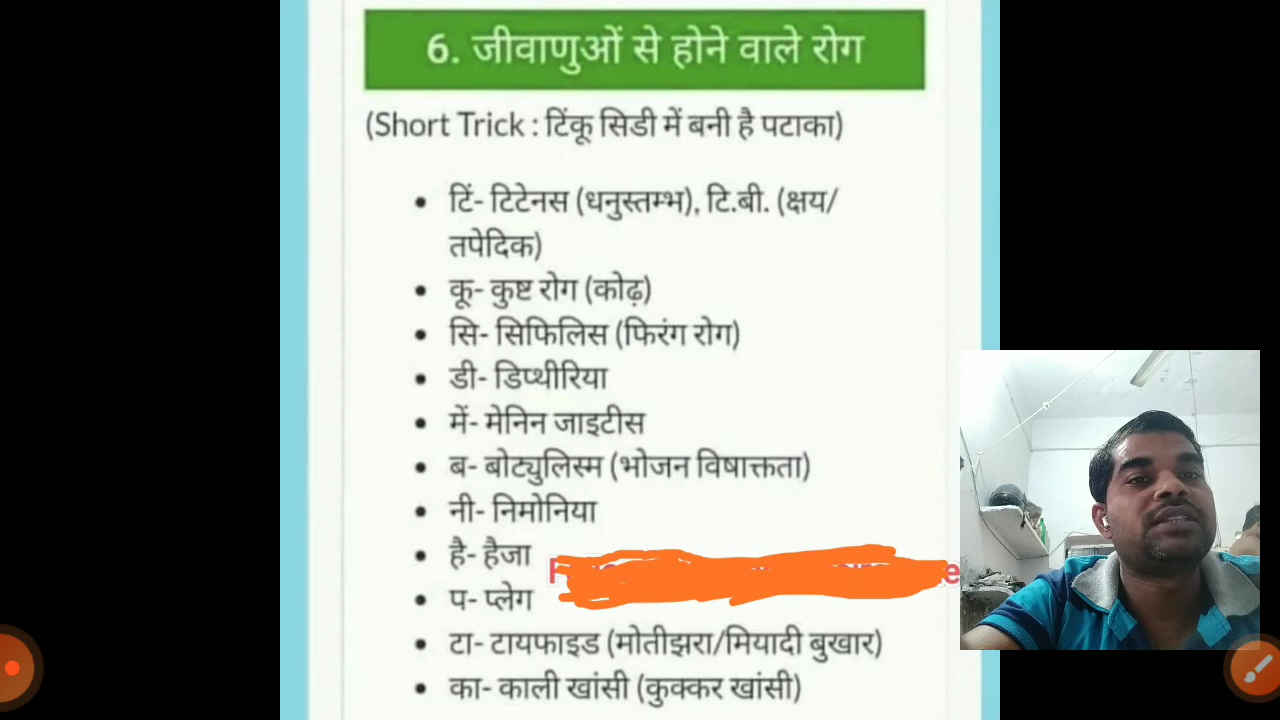 6. जीवाणुओं से होने वाले रोग
(Short Trick : टिंकू सिडी में बनी है पटाका)
• टिं- टिटेनस (धनुस्तम्भ), टि.बी. (क्षय/
तपेदिक)
• कू- कुष्ट रोग (कोढ़)
• सि- सिफिलिस (फिरंग रोग)
• डी- डिप्थीरिया
• में- मेनिन जाइटीस
• ब- बोट्युलिस्म (भोजन विषाक्तता)
• नी- निमोनिया
• है- हैजा
• प- प्लेग
• टा- टायफाइड (मोतीझरा/मियादी बुखार)
• का- काली खांसी (कुक्कर खांसी)